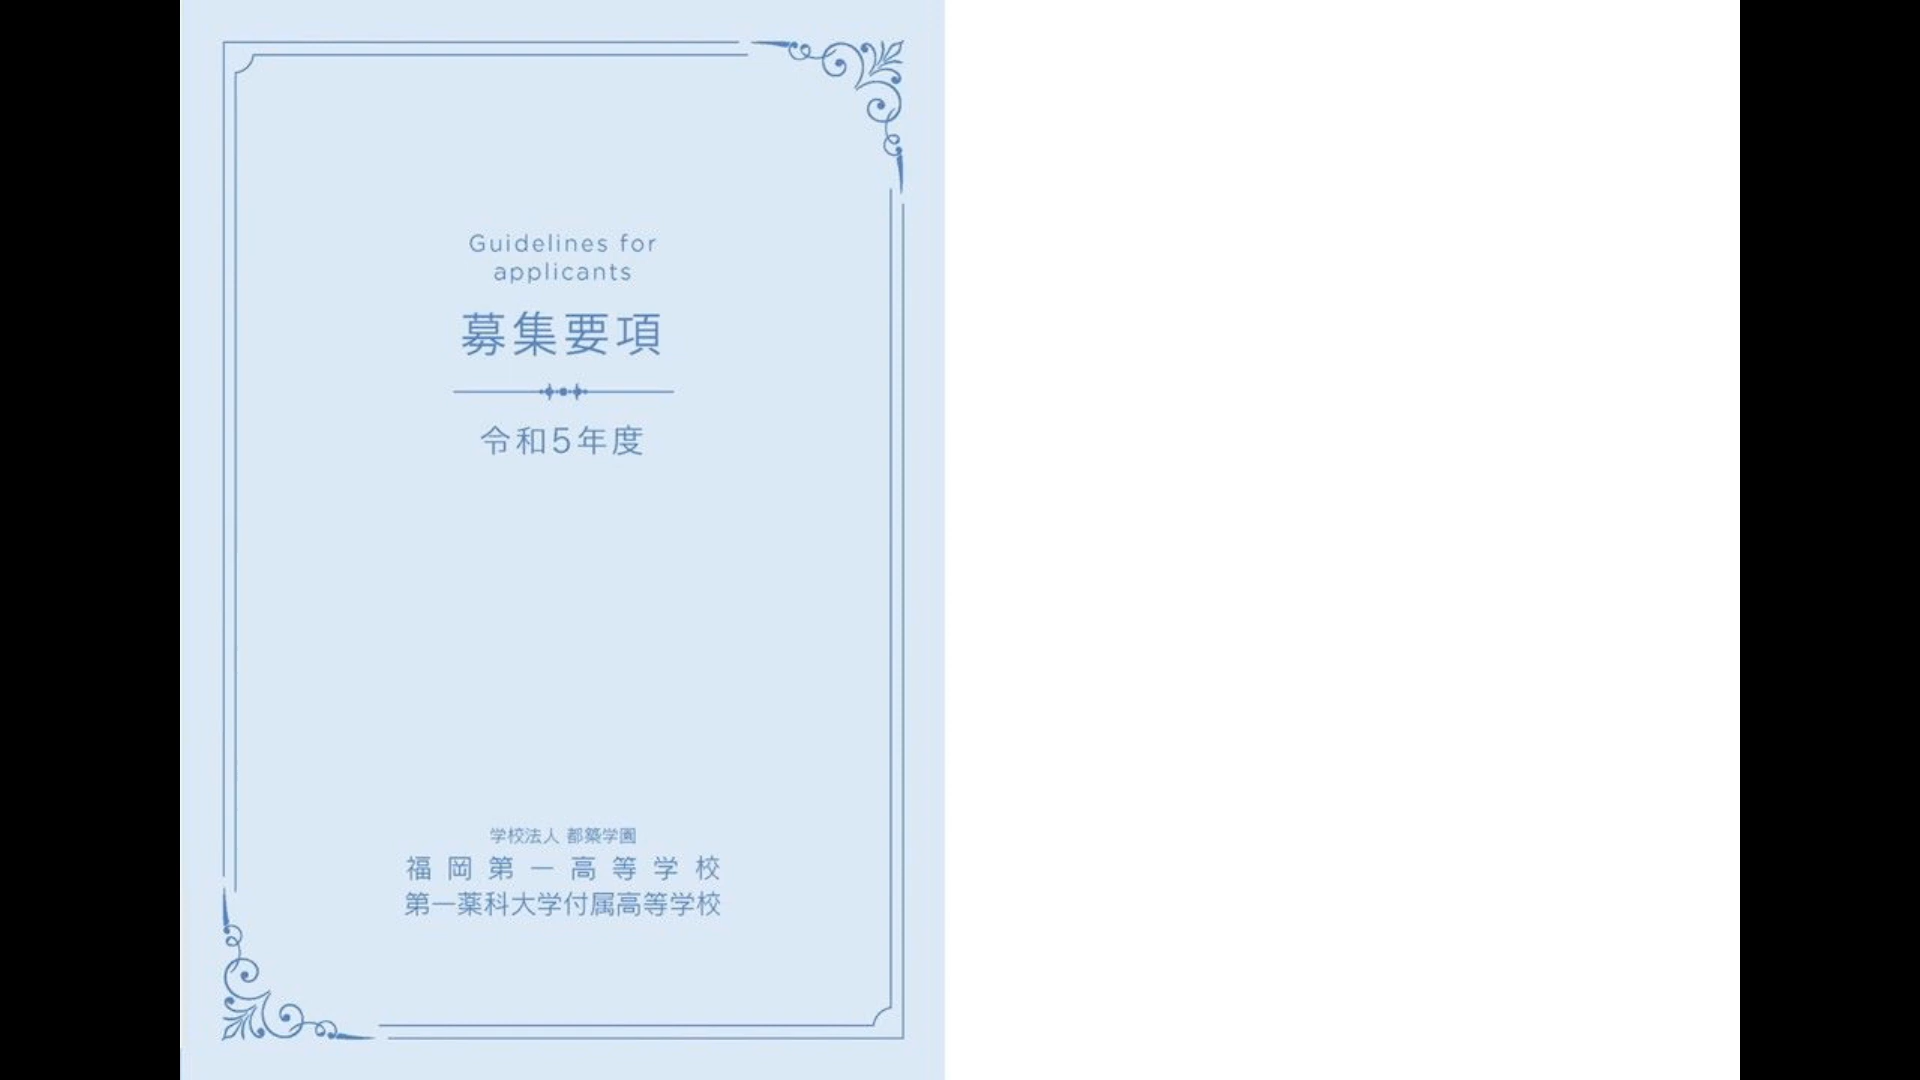 Guidelines for
applicants
募集要項
令和5年度
学校法人 都築学園
福岡第一高等学校
第一薬科大学付属高等学校